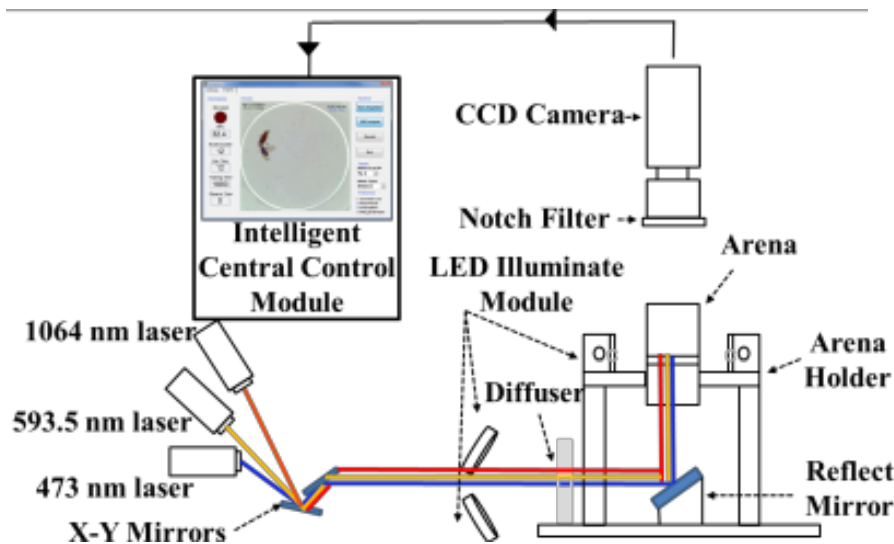 CCD Camera
Notch Filter
Intelligent
Central Control
Module
LED Illuminate
Module
Arena
1064 nm laser
Arena
Holder
Diffuser
593.5 nm laser
473 nm laser
Reflect
Mirror
X-Y Mirrors